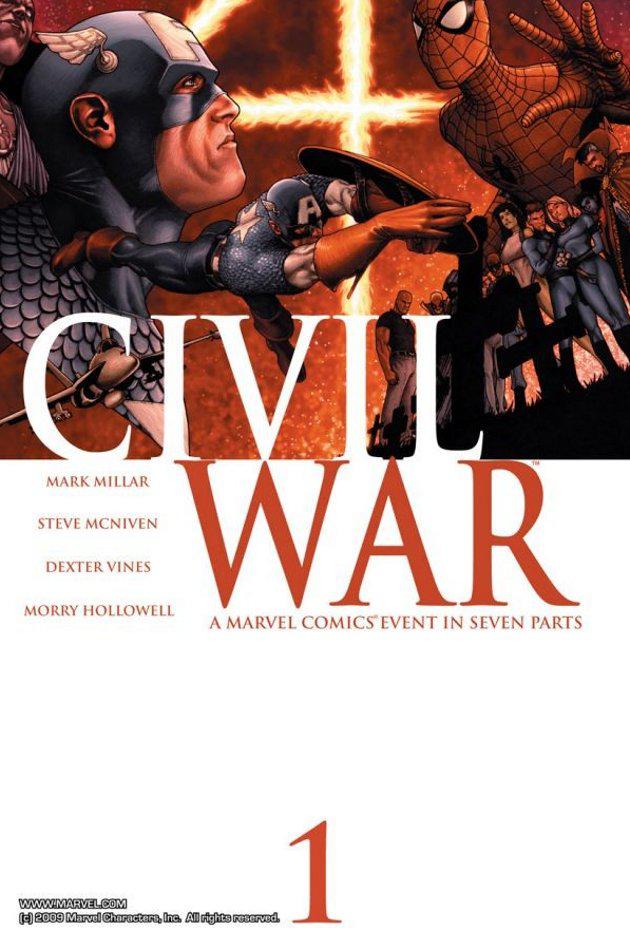 CIVIL
WAR™
MARK MILLAR
STEVE MCNIVEN
DEXTER VINES
MORRY HOLLOWELL
A MARVEL COMICS® EVENT IN SEVEN PARTS
1
WWW.MARVEL.COM
(c) 2009 Marvel Characters, Inc. All rights reserved.